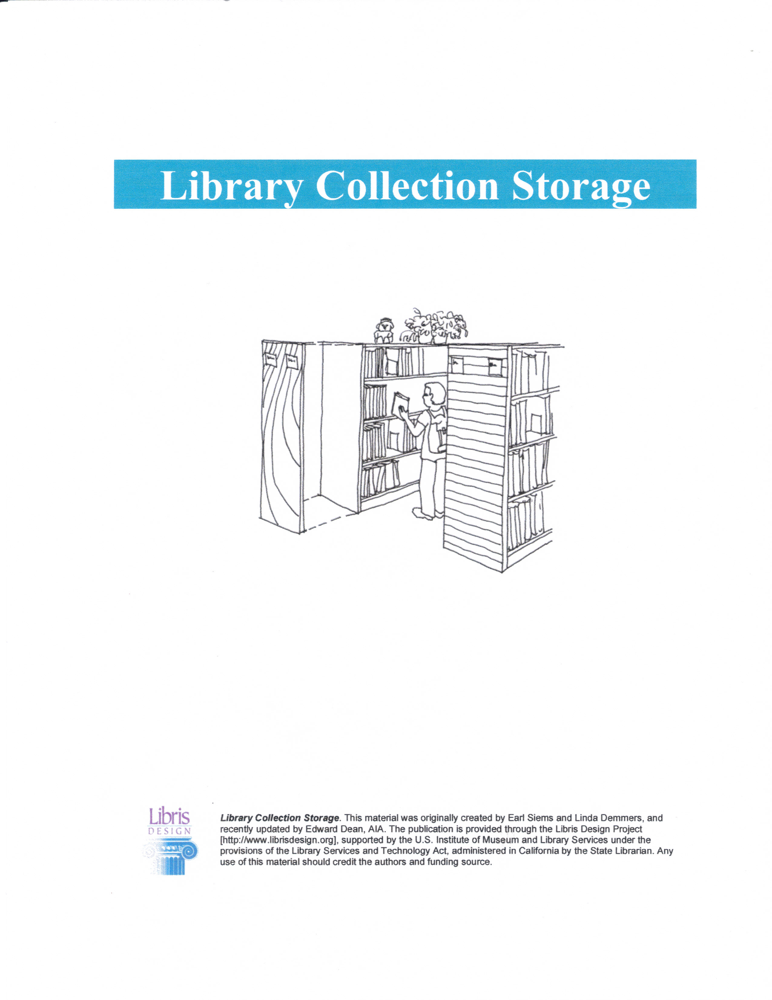 Library Collection Storage
Libris
DESIGN
Library Collection Storage. This material was originally created by Earl Siems and Linda Demmers, and
recently updated by Edward Dean, AIA. The publication is provided through the Libris Design Project
[http://www.librisdesign.org], supported by the U.S. Institute of Museum and Library Services under the
provisions of the Library Services and Technology Act, administered in California by the State Librarian. Any
use of this material should credit the authors and funding source.